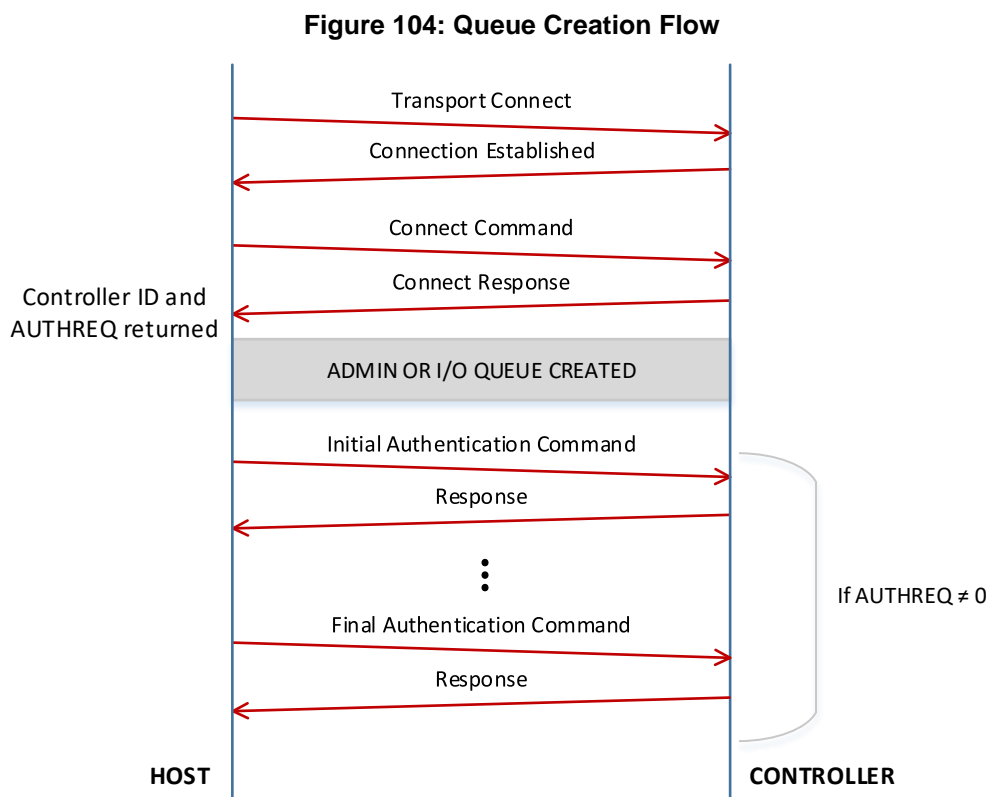 Figure 104: Queue Creation Flow
Transport Connect
Connection Established
Connect Command
Connect Response
Controller ID and
AUTHREQ returned
ADMIN OR I/O QUEUE CREATED
Initial Authentication Command
Response
If AUTHREQ ≠ 0
Final Authentication Command
Response
HOST
CONTROLLER